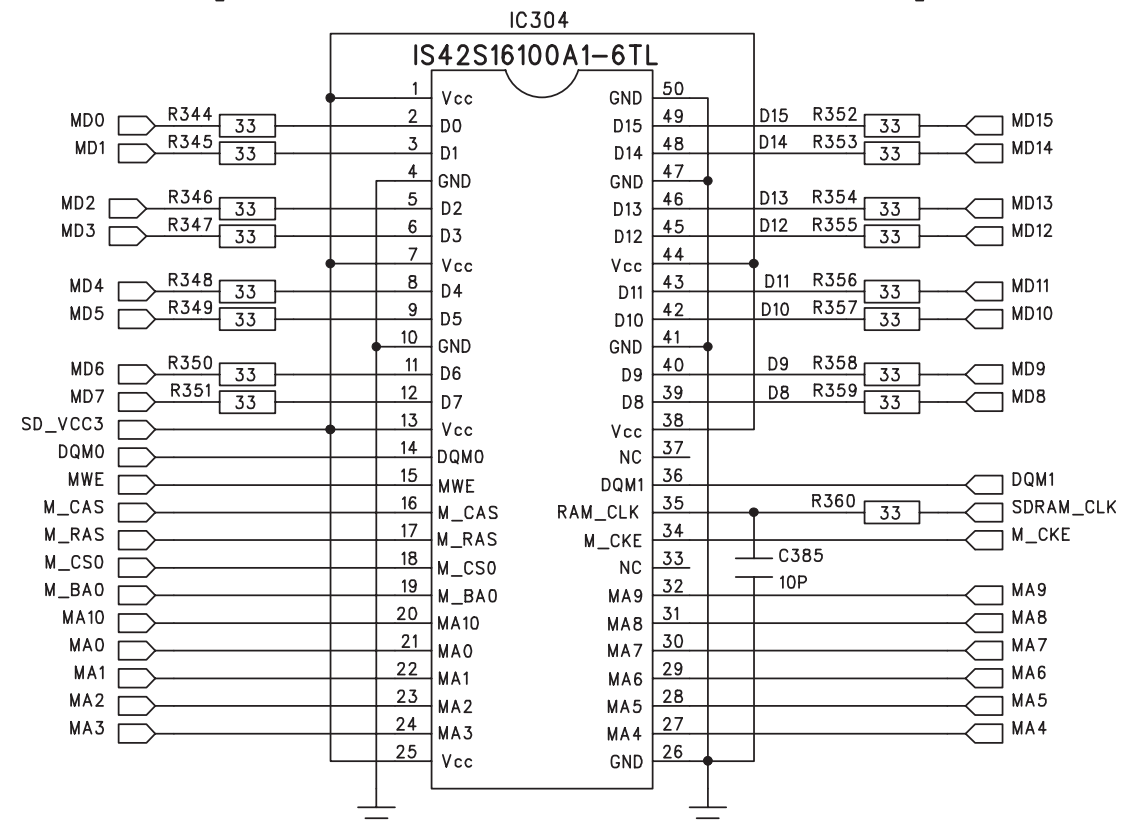 IC304
IS42S16100A1-6TL
1 Vcc GND 50
MD0 R344 33 2 D0 D15 49 D15 R352 33 MD15
MD1 R345 33 3 D1 D14 48 D14 R353 33 MD14
4 GND GND 47
MD2 R346 33 5 D2 D13 46 D13 R354 33 MD13
MD3 R347 33 6 D3 D12 45 D12 R355 33 MD12
7 Vcc Vcc 44
MD4 R348 33 8 D4 D11 43 D11 R356 33 MD11
MD5 R349 33 9 D5 D10 42 D10 R357 33 MD10
10 GND GND 41
MD6 R350 33 11 D6 D9 40 D9 R358 33 MD9
MD7 R351 33 12 D7 D8 39 D8 R359 33 MD8
SD_VCC3 13 Vcc Vcc 38
DQM0 14 DQM0 NC 37
MWE 15 MWE DQM1 36 DQM1
M_CAS 16 M_CAS RAM_CLK 35 R360 33 SDRAM_CLK
M_RAS 17 M_RAS M_CKE 34 M_CKE
C385
M_CS0 18 M_CS0 NC 33
10P
M_BA0 19 M_BA0 MA9 32 MA9
MA10 20 MA10 MA8 31 MA8
MA0 21 MA0 MA7 30 MA7
MA1 22 MA1 MA6 29 MA6
MA2 23 MA2 MA5 28 MA5
MA3 24 MA3 MA4 27 MA4
25 Vcc GND 26